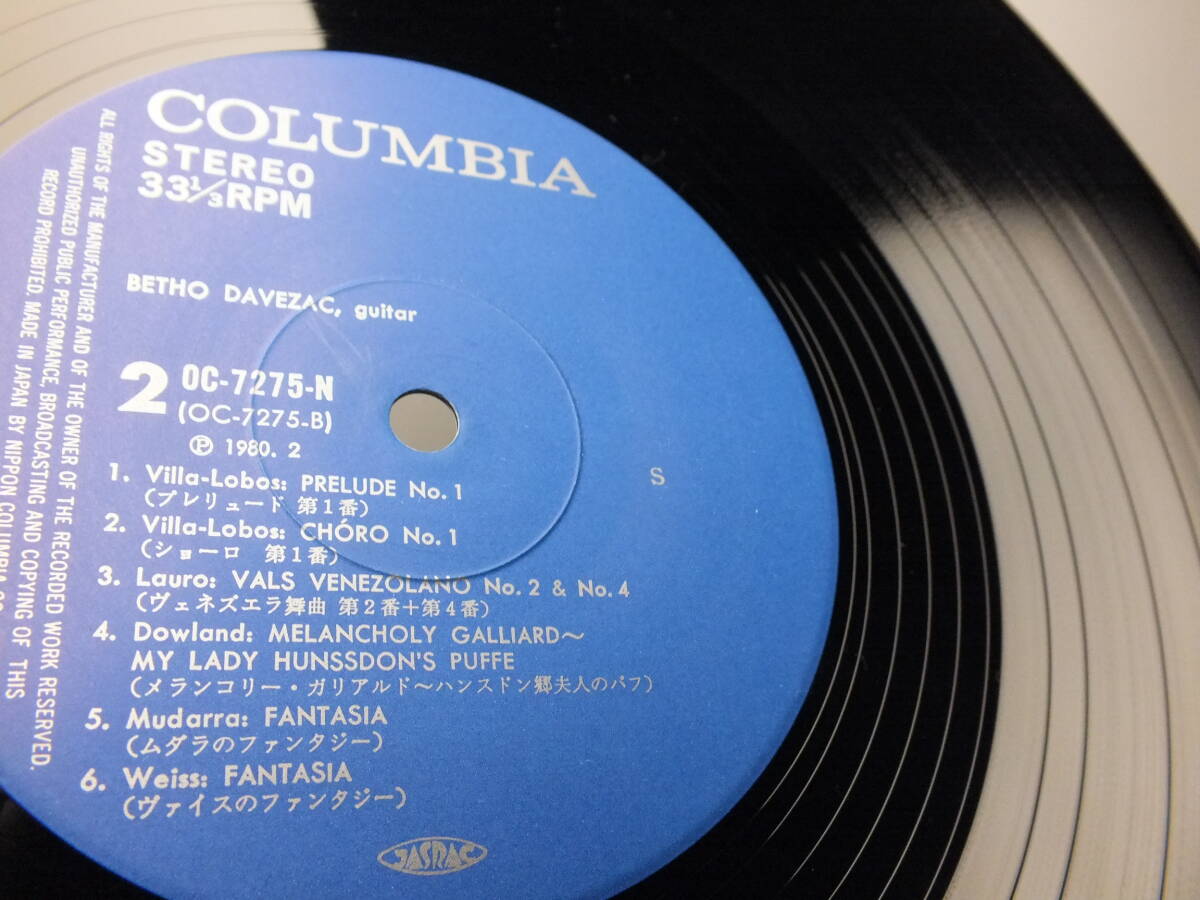 COLUMBIA
STEREO
33⅓RPM
BETHO DAVEZAC, guitar
2
OC-7275-N
(OC-7275-B)
Ⓟ 1980. 2
S
1. Villa-Lobos: PRELUDE No. 1
(プレリュード 第1番)
2. Villa-Lobos: CHÓRO No. 1
(ショーロ 第1番)
3. Lauro: VALS VENEZOLANO No. 2 & No. 4
(ヴェネズエラ舞曲 第2番+第4番)
4. Dowland: MELANCHOLY GALLIARD~
MY LADY HUNSSDON'S PUFFE
(メランコリー・ガリアルド~ハンスドン郷夫人のパフ)
5. Mudarra: FANTASIA
(ムダラのファンタジー)
6. Weiss: FANTASIA
(ヴァイスのファンタジー)
JASRAC
ALL RIGHTS OF THE MANUFACTURER AND OF THE OWNER OF THE RECORDED WORK RESERVED.
UNAUTHORIZED PUBLIC PERFORMANCE, BROADCASTING AND COPYING OF THIS
RECORD PROHIBITED. MADE IN JAPAN BY NIPPON COLUMBIA